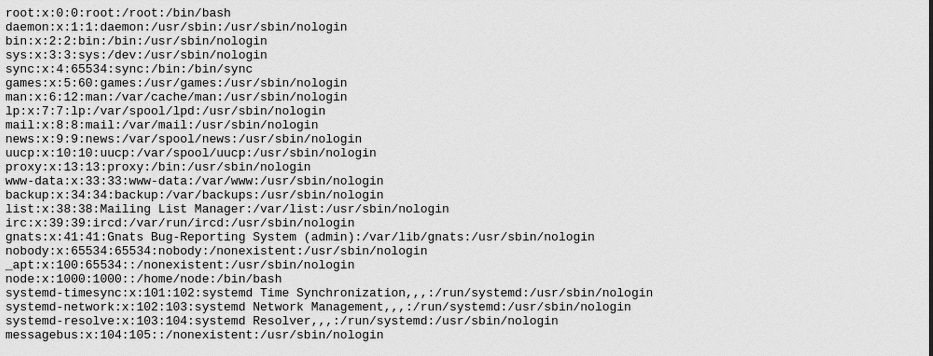 root:x:0:0:root:/root:/bin/bash
daemon:x:1:1:daemon:/usr/sbin:/usr/sbin/nologin
bin:x:2:2:bin:/bin:/usr/sbin/nologin
sys:x:3:3:sys:/dev:/usr/sbin/nologin
sync:x:4:65534:sync:/bin:/bin/sync
games:x:5:60:games:/usr/games:/usr/sbin/nologin
man:x:6:12:man:/var/cache/man:/usr/sbin/nologin
lp:x:7:7:lp:/var/spool/lpd:/usr/sbin/nologin
mail:x:8:8:mail:/var/mail:/usr/sbin/nologin
news:x:9:9:news:/var/spool/news:/usr/sbin/nologin
uucp:x:10:10:uucp:/var/spool/uucp:/usr/sbin/nologin
proxy:x:13:13:proxy:/bin:/usr/sbin/nologin
www-data:x:33:33:www-data:/var/www:/usr/sbin/nologin
backup:x:34:34:backup:/var/backups:/usr/sbin/nologin
list:x:38:38:Mailing List Manager:/var/list:/usr/sbin/nologin
irc:x:39:39:ircd:/var/run/ircd:/usr/sbin/nologin
gnats:x:41:41:Gnats Bug-Reporting System (admin):/var/lib/gnats:/usr/sbin/nologin
nobody:x:65534:65534:nobody:/nonexistent:/usr/sbin/nologin
_apt:x:100:65534::/nonexistent:/usr/sbin/nologin
node:x:1000:1000::/home/node:/bin/bash
systemd-timesync:x:101:102:systemd Time Synchronization,,,:/run/systemd:/usr/sbin/nologin
systemd-network:x:102:103:systemd Network Management,,,:/run/systemd:/usr/sbin/nologin
systemd-resolve:x:103:104:systemd Resolver,,,:/run/systemd:/usr/sbin/nologin
messagebus:x:104:105::/nonexistent:/usr/sbin/nologin